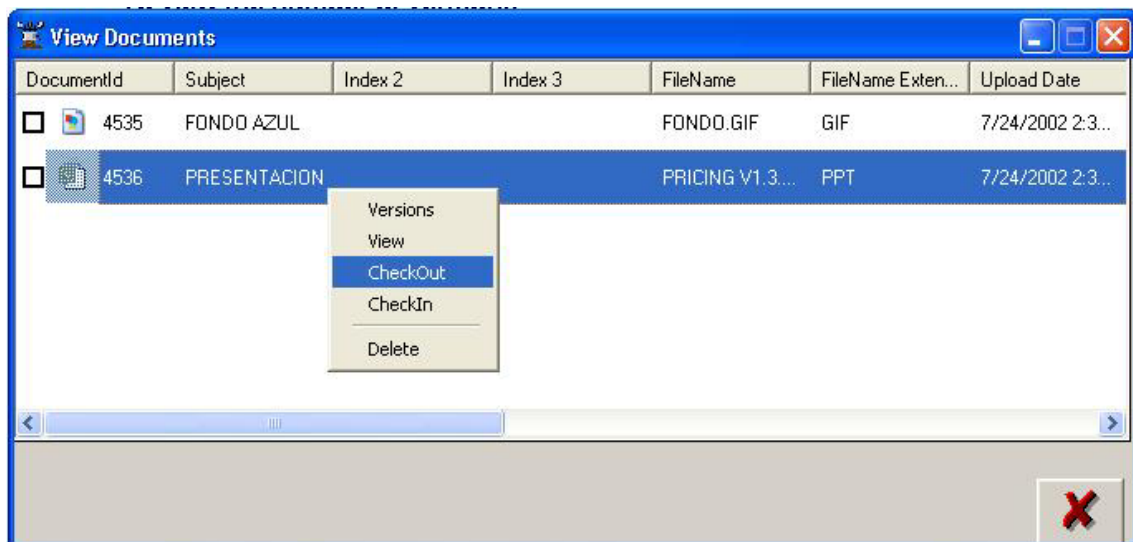 View Documents
DocumentId Subject Index 2 Index 3 FileName FileName Exten... Upload Date
4535 FONDO AZUL FONDO.GIF GIF 7/24/2002 2:3...
4536 PRESENTACION PRICING V1.3.... PPT 7/24/2002 2:3...
Versions
View
CheckOut
CheckIn
Delete